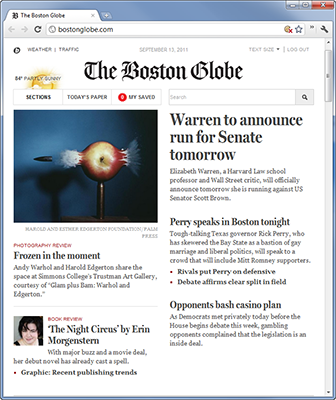 The Boston Globe
bostonglobe.com
WEATHER | TRAFFIC
SEPTEMBER 13, 2011
TEXT SIZE
LOG OUT
84° PARTLY SUNNY
The Boston Globe
SECTIONS
TODAY'S PAPER
0 MY SAVED
Search
HAROLD AND ESTHER EDGERTON FOUNDATION / PALM
PRESS
PHOTOGRAPHY REVIEW
Frozen in the moment
Andy Warhol and Harold Edgerton share the
space at Simmons College's Trustman Art Gallery,
courtesy of "Glam plus Bam: Warhol and
Edgerton."
BOOK REVIEW
'The Night Circus' by Erin
Morgenstern
With major buzz and a movie deal,
her debut novel has already cast a spell.
Graphic: Recent publishing trends
Warren to announce
run for Senate
tomorrow
Elizabeth Warren, a Harvard Law school
professor and Wall Street critic, will officially
announce tomorrow she is running against US
Senator Scott Brown.
Perry speaks in Boston tonight
Tough-talking Texas governor Rick Perry, who
has skewered the Bay State as a bastion of gay
marriage and liberal politics, will speak to a
crowd that will include Mitt Romney supporters.
Rivals put Perry on defensive
Debate affirms clear split in field
Opponents bash casino plan
As Democrats met privately today before the
House begins debate this week, gambling
opponents complained that the legislation is an
inside deal.